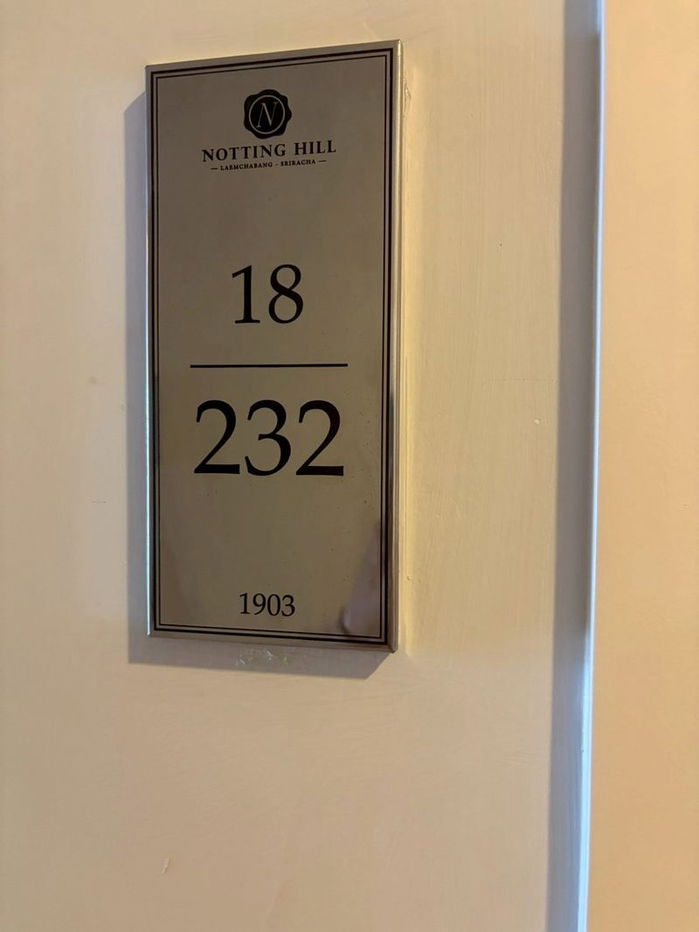 N
NOTTING HILL
— LAEMCHABANG - SRIRACHA —
18
232
1903